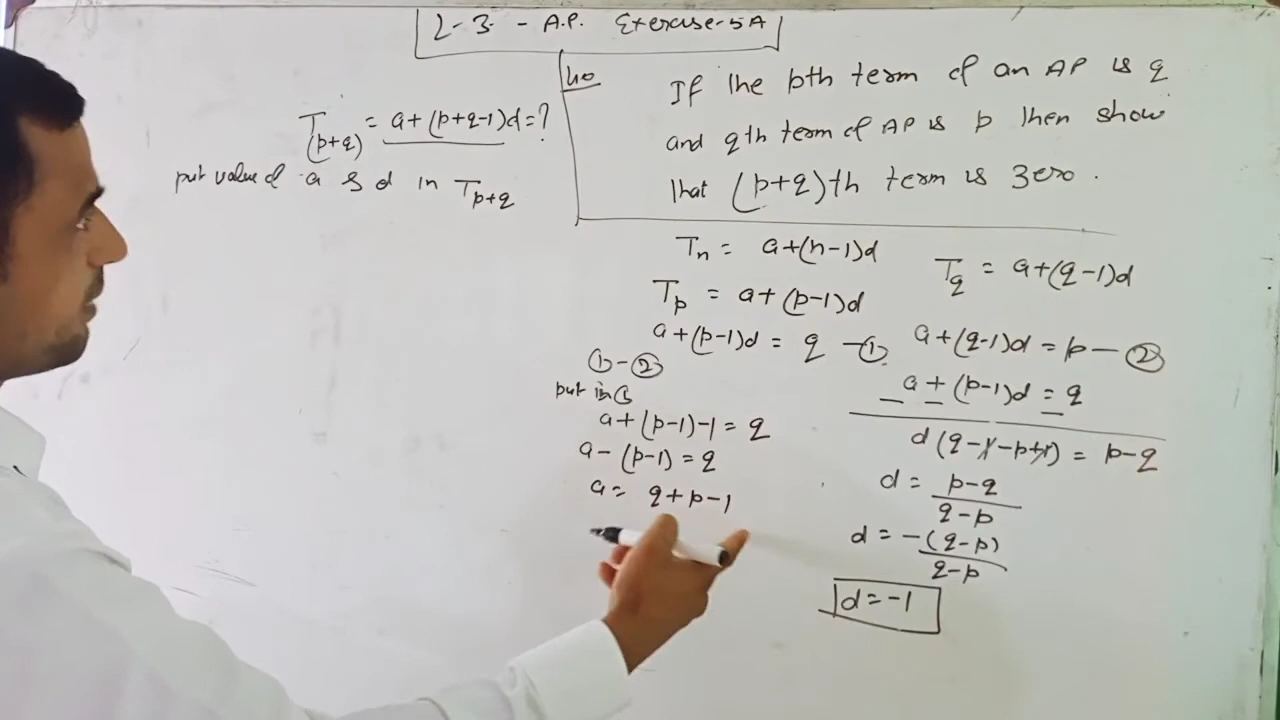 L-3 - A.P. Exercise-5A
40
If the pth term of an AP is q
and qth term of AP is p then show
that (p+q)th term is zero.
T(p+q) = a+(p+q-1)d=?
put value of a & d in Tp+q
Tn = a+(n-1)d
Tp = a+(p-1)d
a+(p-1)d = q -①
Tq = a+(q-1)d
a+(q-1)d = p - ②
a + (p-1)d = q
- - -
d(q-1-p+1) = p-q
d = p-q / q-p
d = -(q-p) / q-p
d = -1
①-②
put in ①
a+(p-1)-1 = q
a-(p-1) = q
a = q+p-1